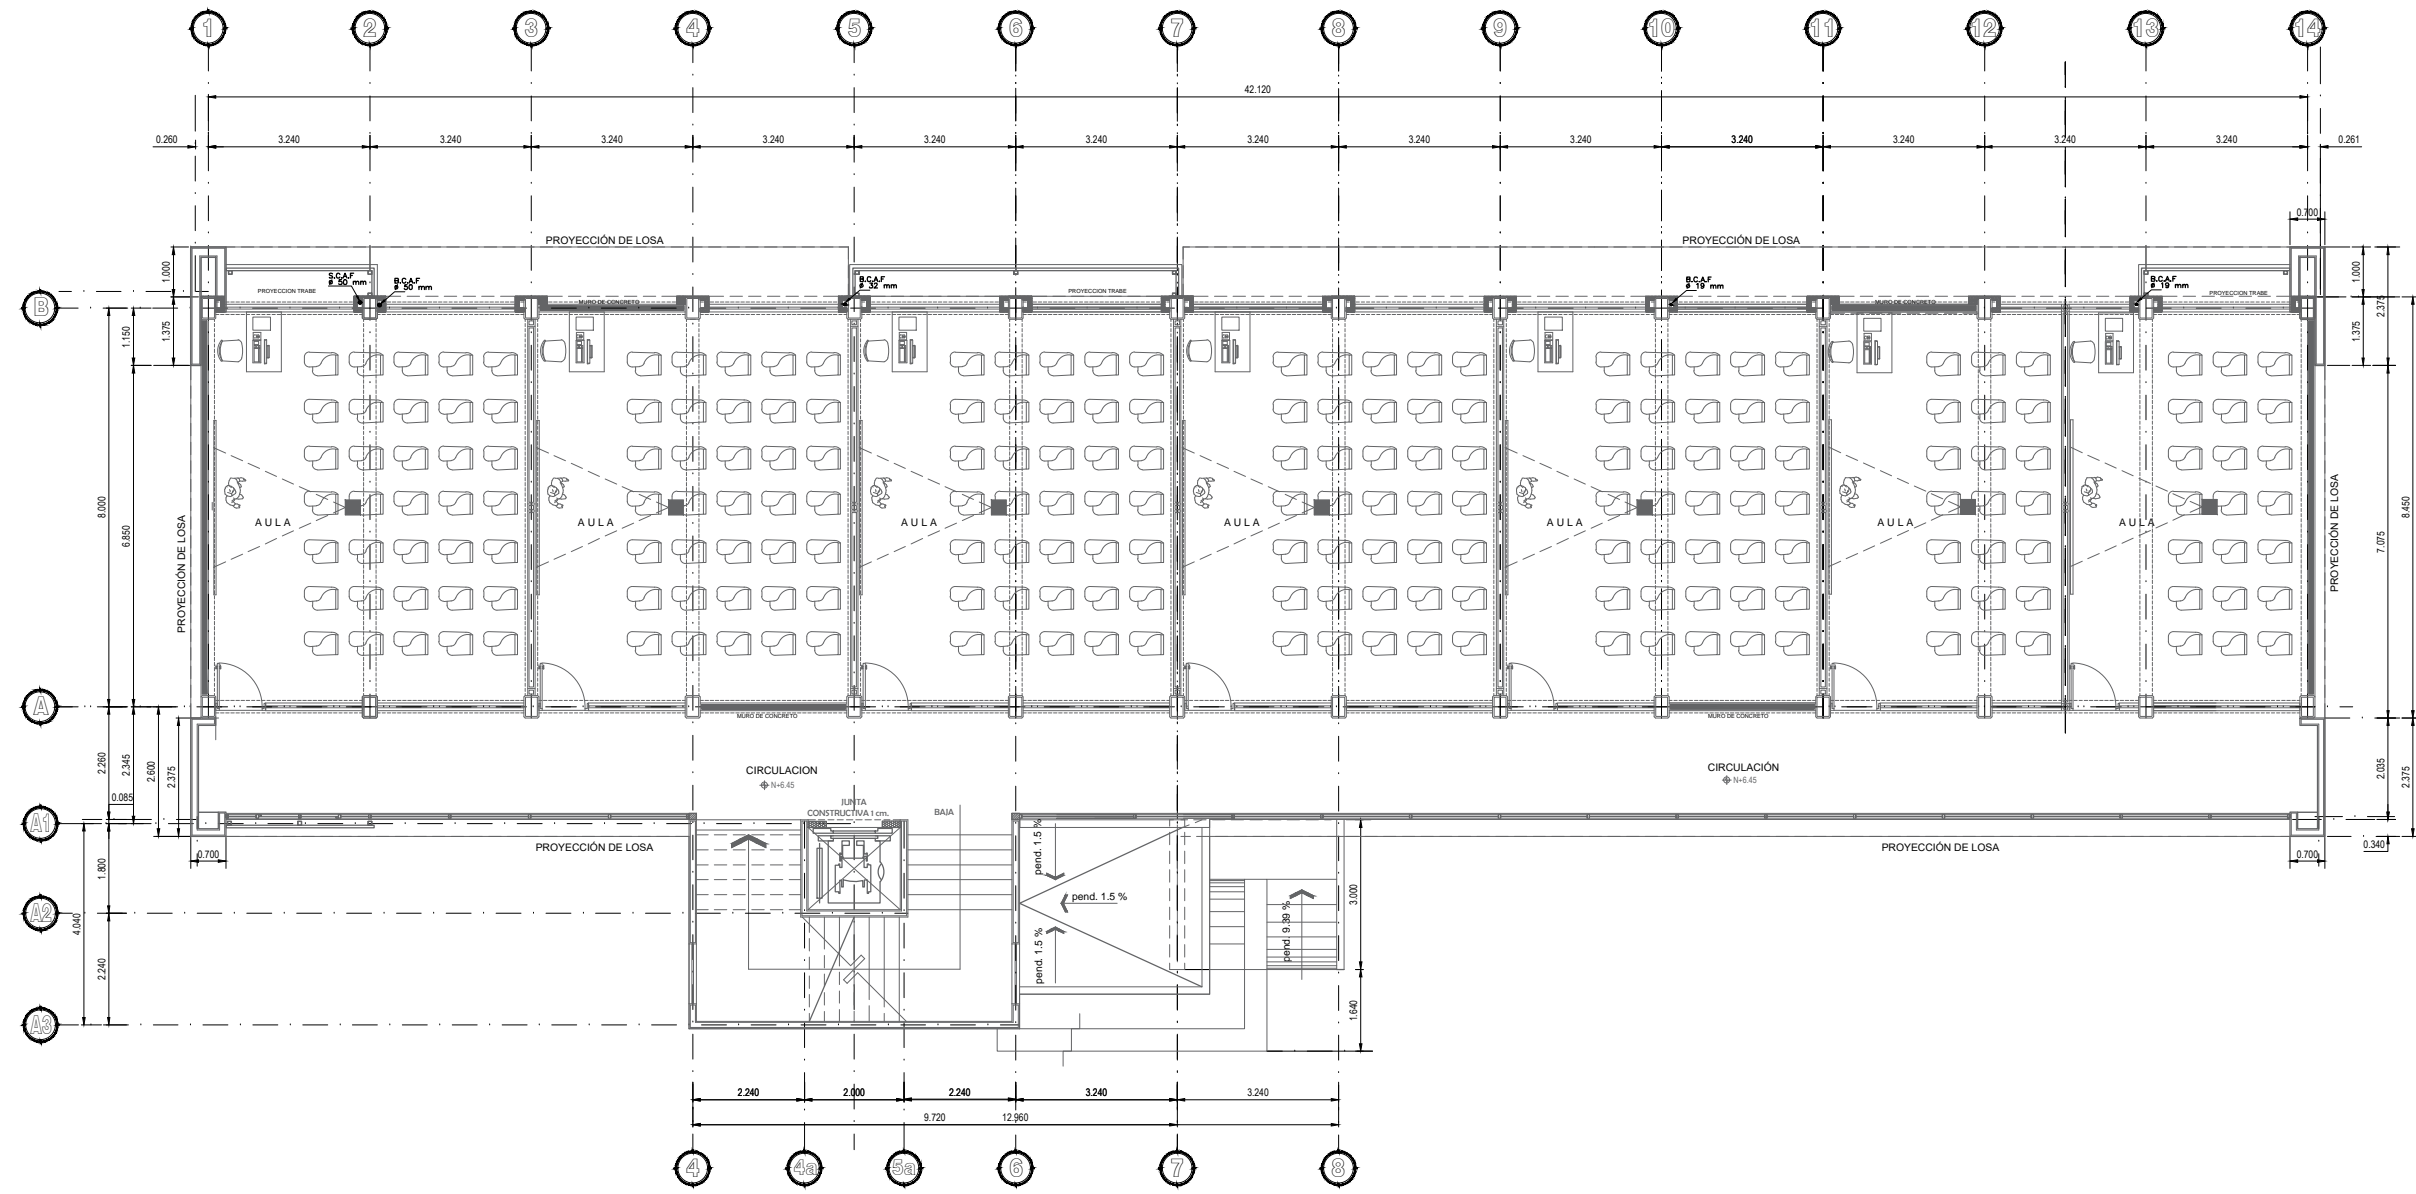 1 2 3 4 5 6 7 8 9 10 11 12 13 14
42.120
0.260 3.240 3.240 3.240 3.240 3.240 3.240 3.240 3.240 3.240 3.240 3.240 3.240 3.240 0.261
0.700
PROYECCIÓN DE LOSA PROYECCIÓN DE LOSA
1.000 1.000 2.375
S.C.A.F
ø 50 mm
B.C.A.F
ø 50 mm
B.C.A.F
ø 32 mm
B.C.A.F
ø 19 mm
B.C.A.F
ø 19 mm
PROYECCION TRABE PROYECCION TRABE PROYECCION TRABE
B MURO DE CONCRETO MURO DE CONCRETO
1.150 1.375 1.375
8.000 6.850 7.075 8.450
PROYECCIÓN DE LOSA PROYECCIÓN DE LOSA
AULA AULA AULA AULA AULA AULA AULA
A
MURO DE CONCRETO MURO DE CONCRETO
2.260 2.345 2.600 2.375 2.035 2.375
CIRCULACION CIRCULACIÓN
N+6.45 N+6.45
0.085
JUNTA
CONSTRUCTIVA 1 cm.
BAJA
A1
PROYECCIÓN DE LOSA PROYECCIÓN DE LOSA
0.700 0.700 0.340
1.800
pend. 1.5 %
pend. 1.5 %
pend. 1.5 %
pend. 9.39 %
3.000
A2
4.040 2.240
1.640
A3
2.240 2.000 2.240 3.240 3.240
9.720 12.960
4 4a 5a 6 7 8